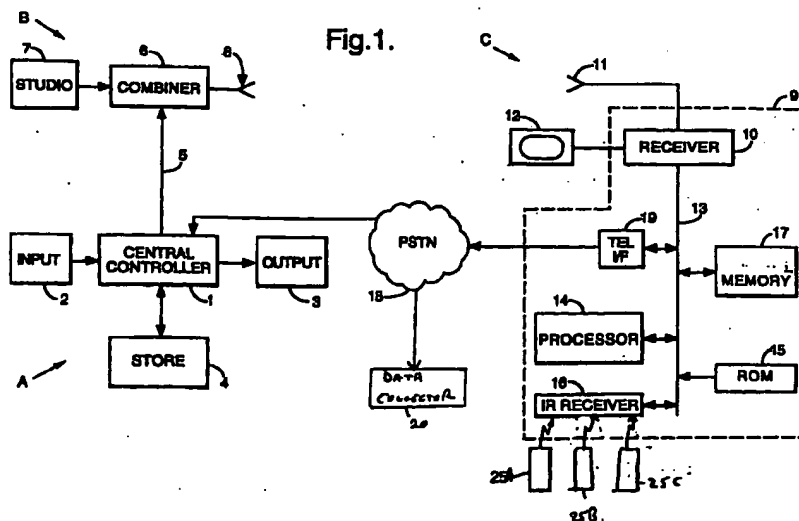 Fig.1.
B
7
STUDIO
6
COMBINER
8
5
INPUT
2
CENTRAL
CONTROLLER
1
OUTPUT
3
STORE
4
A
PSTN
18
DATA
COLLECTOR
20
C
11
12
9
RECEIVER
10
13
19
TEL
I/F
17
MEMORY
14
PROCESSOR
15
ROM
16
IR RECEIVER
25A
25B
25C